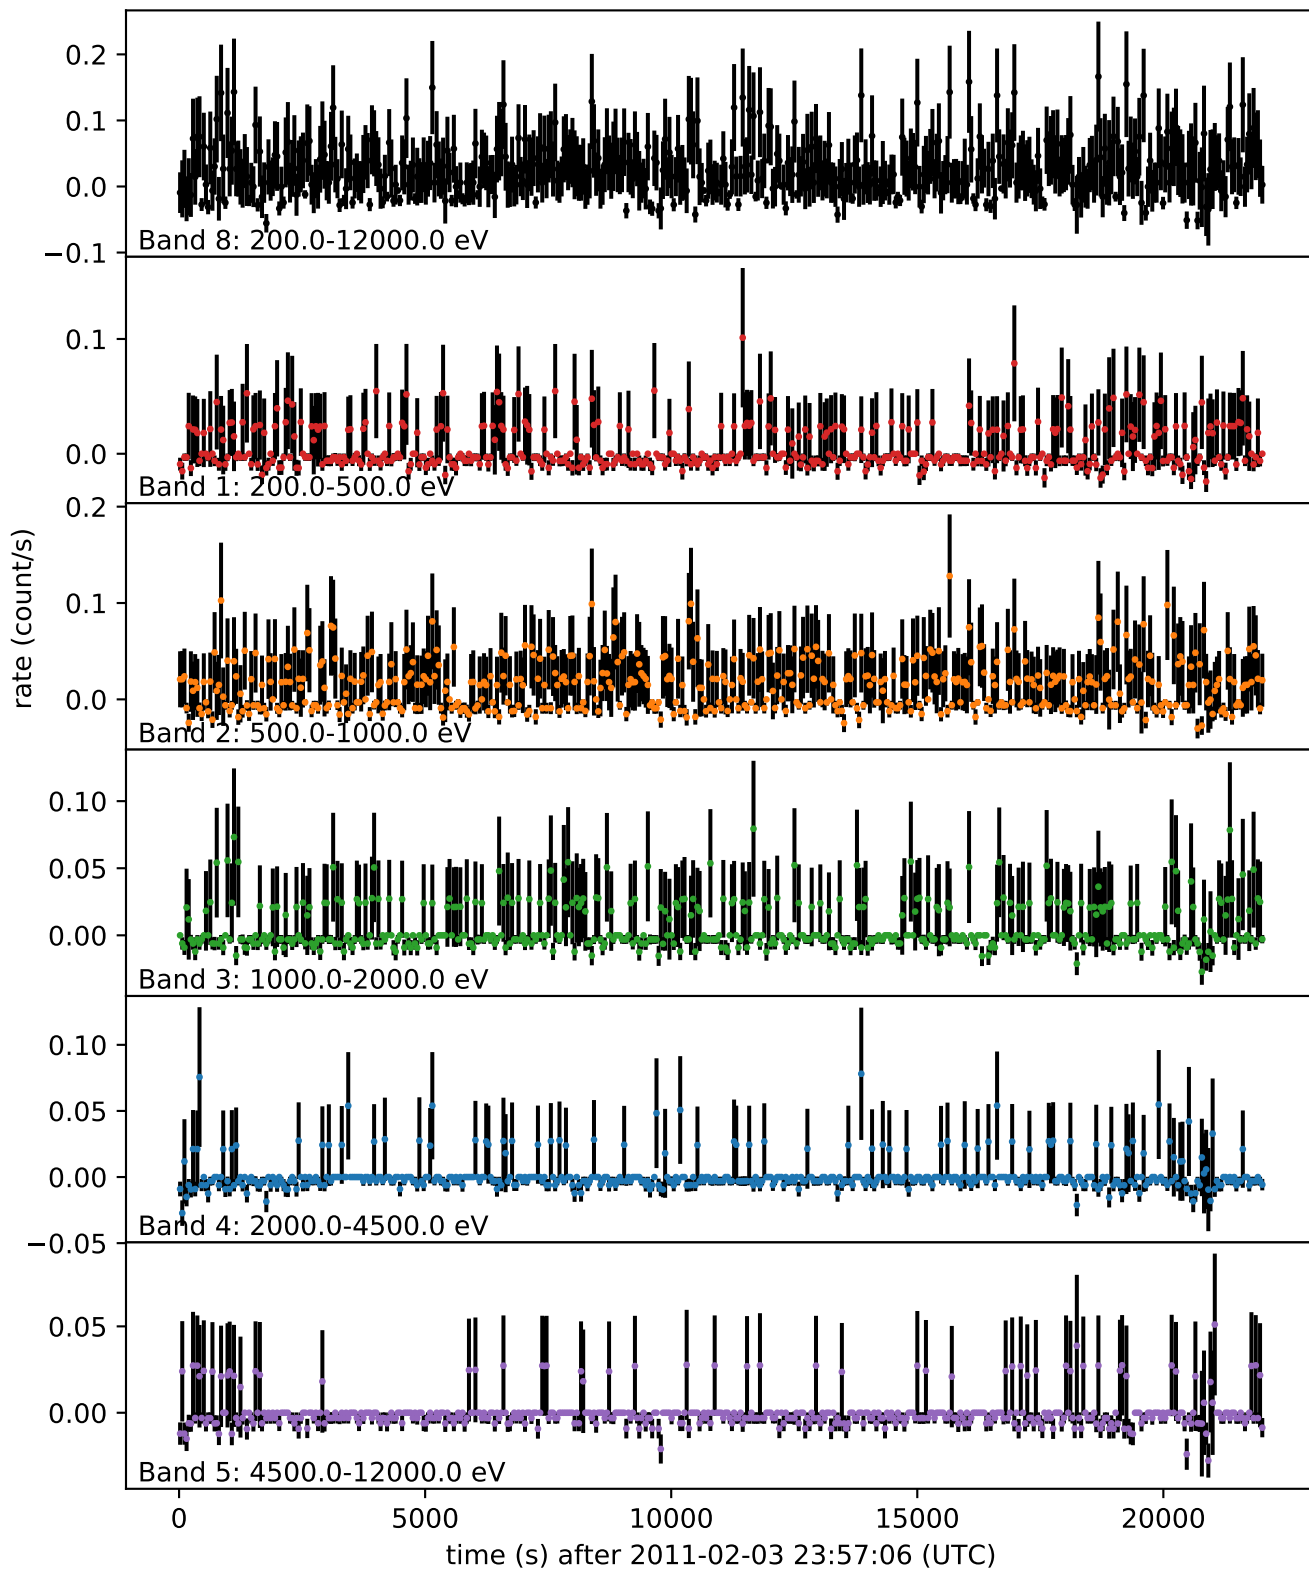 0.2
0.1
0.0
−0.1
Band 8: 200.0-12000.0 eV
0.1
0.0
Band 1: 200.0-500.0 eV
0.2
0.1
0.0
Band 2: 500.0-1000.0 eV
rate (count/s)
0.10
0.05
0.00
Band 3: 1000.0-2000.0 eV
0.10
0.05
0.00
−0.05
Band 4: 2000.0-4500.0 eV
0.05
0.00
Band 5: 4500.0-12000.0 eV
0 5000 10000 15000 20000
time (s) after 2011-02-03 23:57:06 (UTC)